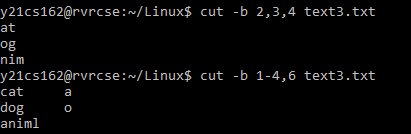 y21cs162@rvrcse:~/Linux$ cut -b 2,3,4 text3.txt
at
og
nim
y21cs162@rvrcse:~/Linux$ cut -b 1-4,6 text3.txt
cat     a
dog     o
animl